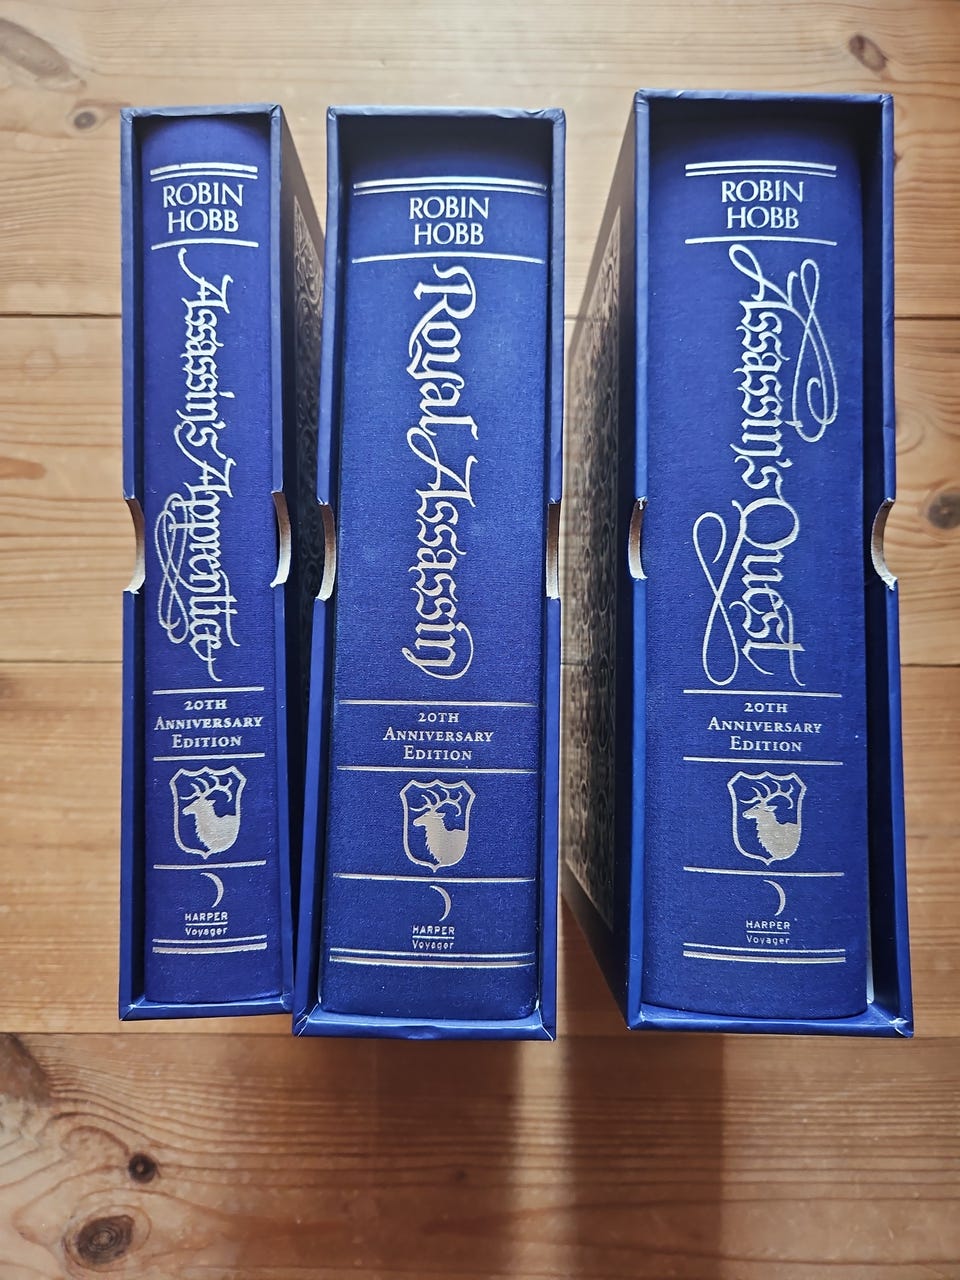 ROBIN
HOBB
Assassin's Apprentice
20TH
ANNIVERSARY
EDITION
HARPER
Voyager
ROBIN
HOBB
Royal Assassin
20TH
ANNIVERSARY
EDITION
HARPER
Voyager
ROBIN
HOBB
Assassin's Quest
20TH
ANNIVERSARY
EDITION
HARPER
Voyager